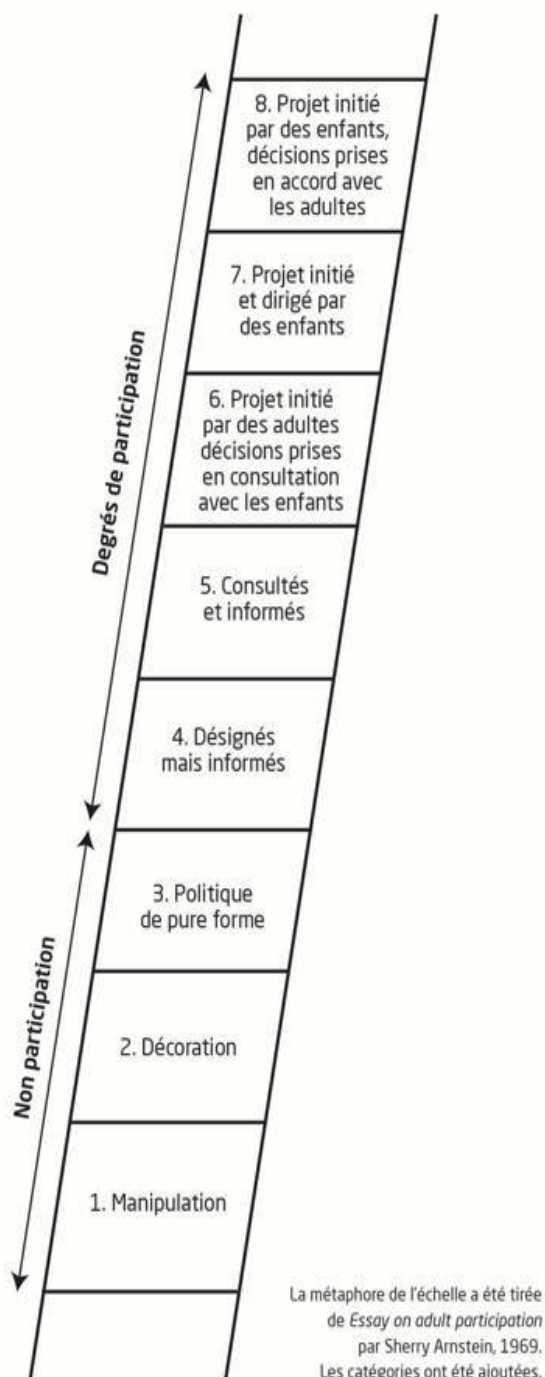 8. Projet initié
par des enfants,
décisions prises
en accord avec
les adultes
7. Projet initié
et dirigé par
des enfants
6. Projet initié
par des adultes
décisions prises
en consultation
avec les enfants
5. Consultés
et informés
4. Désignés
mais informés
Degrés de participation
3. Politique
de pure forme
2. Décoration
1. Manipulation
Non participation
La métaphore de l'échelle a été tirée
de Essay on adult participation
par Sherry Arnstein, 1969.
Les catégories ont été ajoutées.